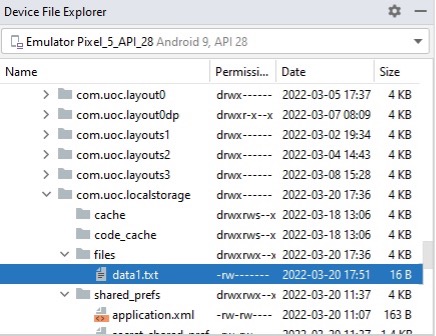 Device File Explorer
Emulator Pixel_5_API_28 Android 9, API 28
Name Permissi... Date Size
com.uoc.layout0 drwx------ 2022-03-05 17:37 4 KB
com.uoc.layout0dp drwxr-x--x 2022-03-07 08:09 4 KB
com.uoc.layouts1 drwx------ 2022-03-02 19:34 4 KB
com.uoc.layouts2 drwx------ 2022-03-04 14:43 4 KB
com.uoc.layouts3 drwx------ 2022-03-08 15:28 4 KB
com.uoc.localstorage drwx------ 2022-03-20 17:36 4 KB
cache drwxrws--x 2022-03-18 13:06 4 KB
code_cache drwxrws--x 2022-03-18 13:06 4 KB
files drwxrwx--x 2022-03-20 17:36 4 KB
data1.txt -rw------- 2022-03-20 17:51 16 B
shared_prefs drwxrwx--x 2022-03-20 11:37 4 KB
application.xml -rw-rw---- 2022-03-20 11:07 163 B